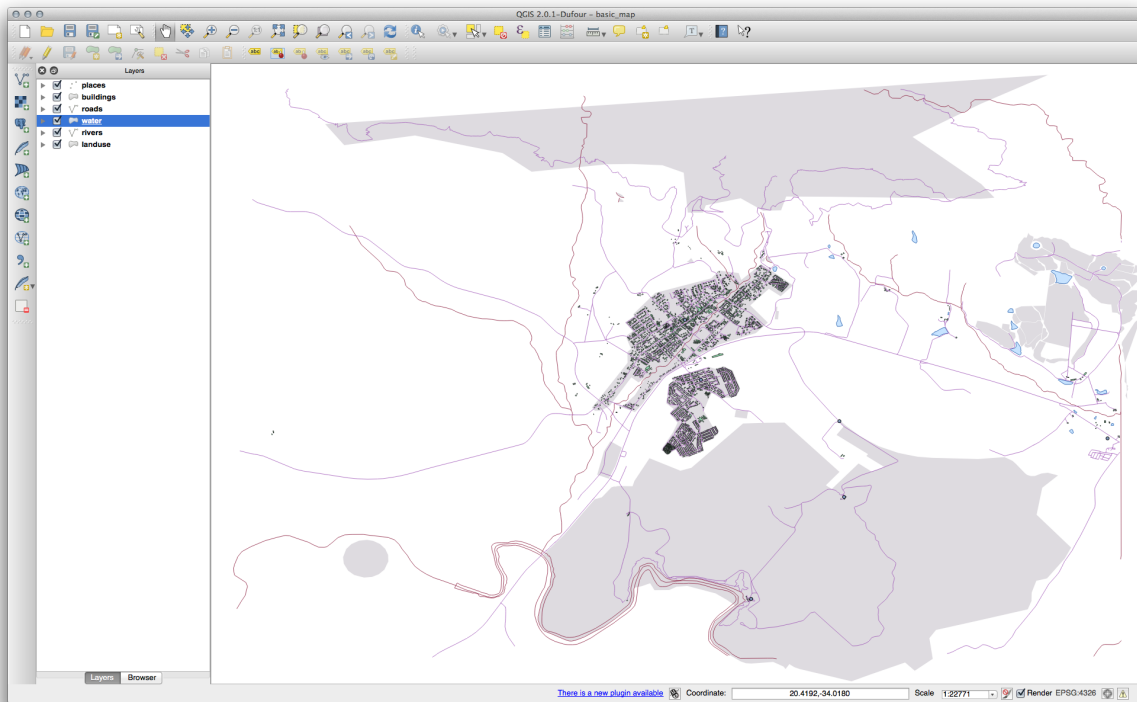 QGIS 2.0.1-Dufour - basic_map
Layers
places
buildings
roads
water
rivers
landuse
Layers Browser
There is a new plugin available Coordinate: 20.4192,-34.0180 Scale 1:22771 Render EPSG:4326